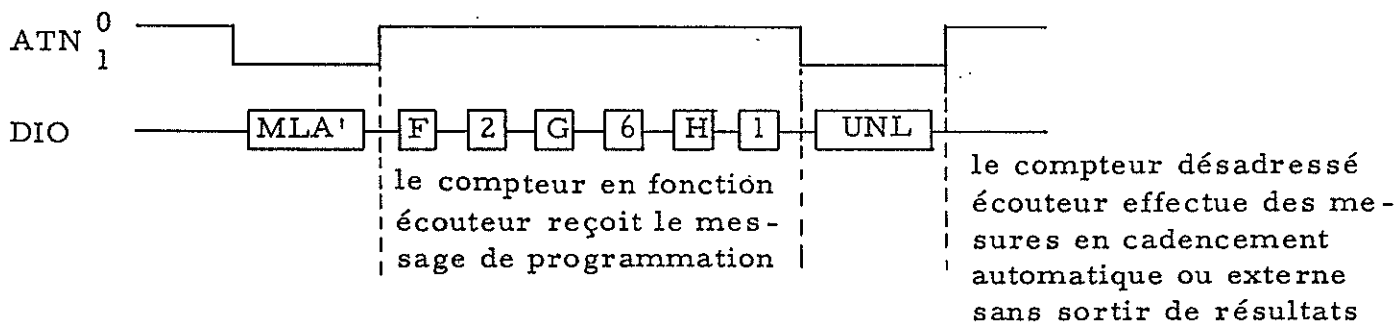 ATN 0
1
DIO MLA' F 2 G 6 H 1 UNL
le compteur en fonction
écouteur reçoit le mes-
sage de programmation
le compteur désadressé
écouteur effectue des me-
sures en cadencement
automatique ou externe
sans sortir de résultats